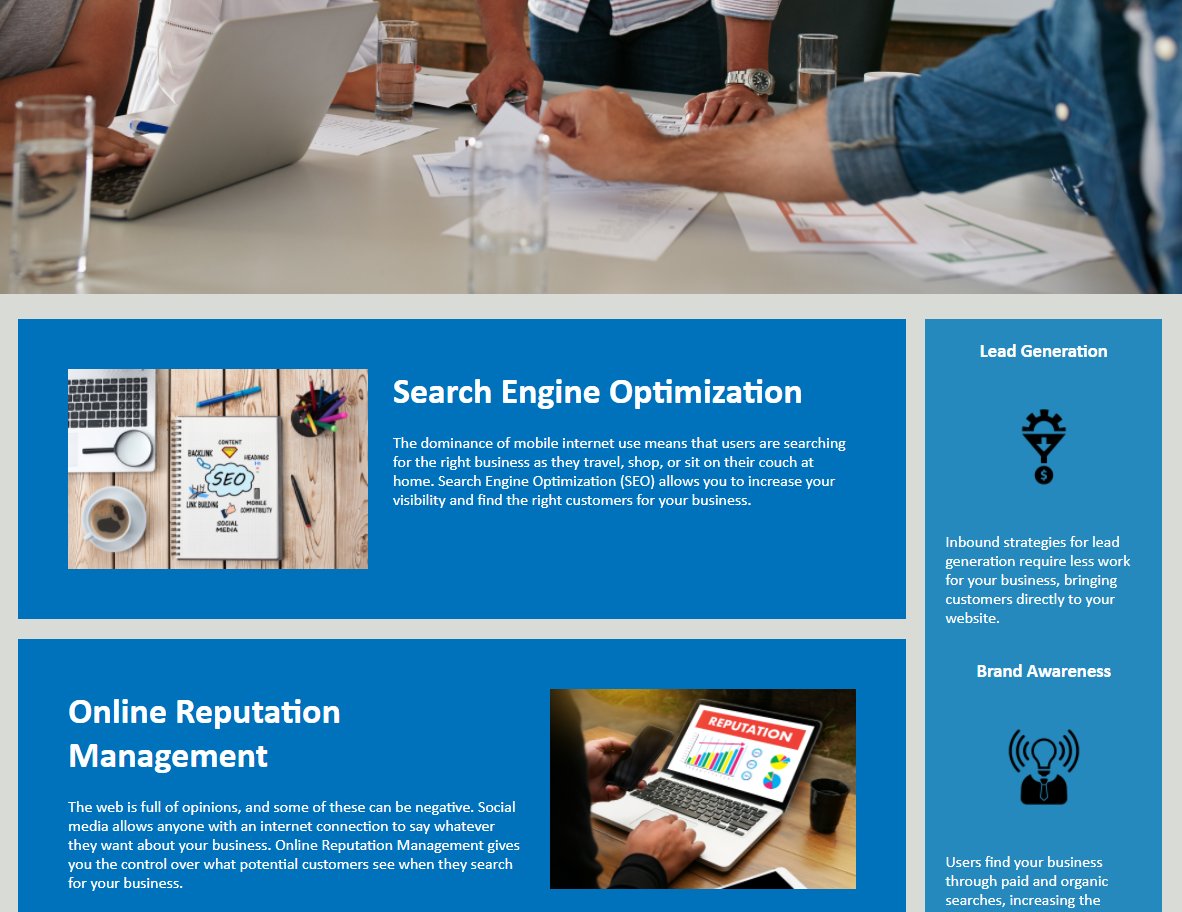 Search Engine Optimization
The dominance of mobile internet use means that users are searching
for the right business as they travel, shop, or sit on their couch at
home. Search Engine Optimization (SEO) allows you to increase your
visibility and find the right customers for your business.
CONTENT
BACKLINK
HEADINGS
SEO
LINK BUILDING
MOBILE
COMPATIBILITY
SOCIAL
MEDIA
Online Reputation
Management
The web is full of opinions, and some of these can be negative. Social
media allows anyone with an internet connection to say whatever
they want about your business. Online Reputation Management gives
you the control over what potential customers see when they search
for your business.
REPUTATION
Lead Generation
$
Inbound strategies for lead
generation require less work
for your business, bringing
customers directly to your
website.
Brand Awareness
Users find your business
through paid and organic
searches, increasing the